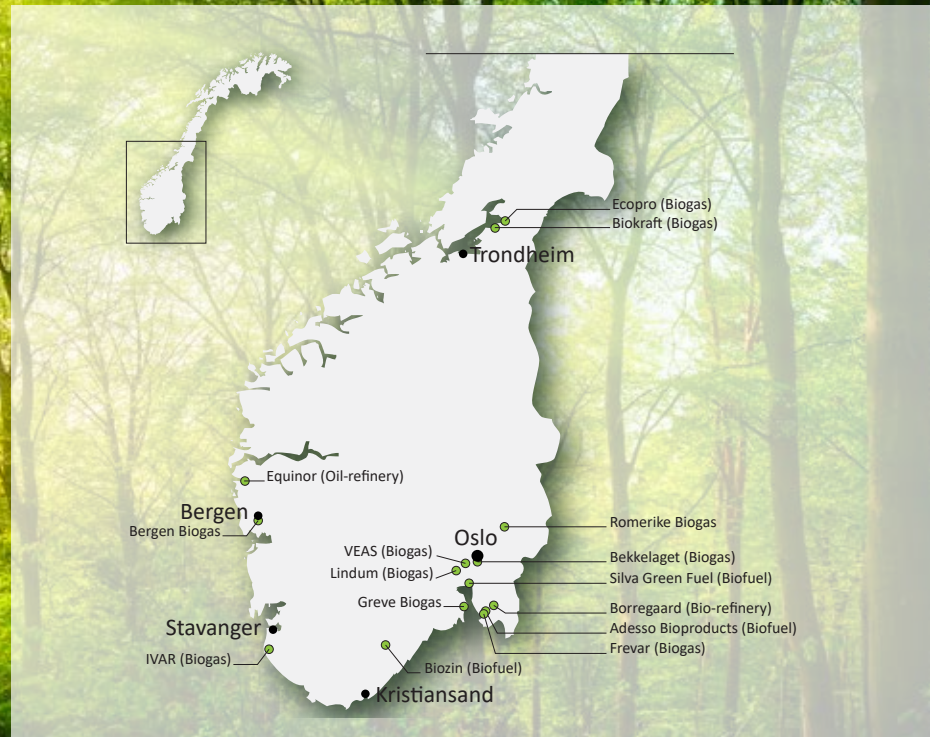 Ecopro (Biogas)
Biokraft (Biogas)
Trondheim
Equinor (Oil-refinery)
Bergen
Bergen Biogas
Romerike Biogas
Oslo
VEAS (Biogas)
Bekkelaget (Biogas)
Lindum (Biogas)
Silva Green Fuel (Biofuel)
Greve Biogas
Borregaard (Bio-refinery)
Stavanger
Adesso Bioproducts (Biofuel)
Frevar (Biogas)
IVAR (Biogas)
Biozin (Biofuel)
Kristiansand